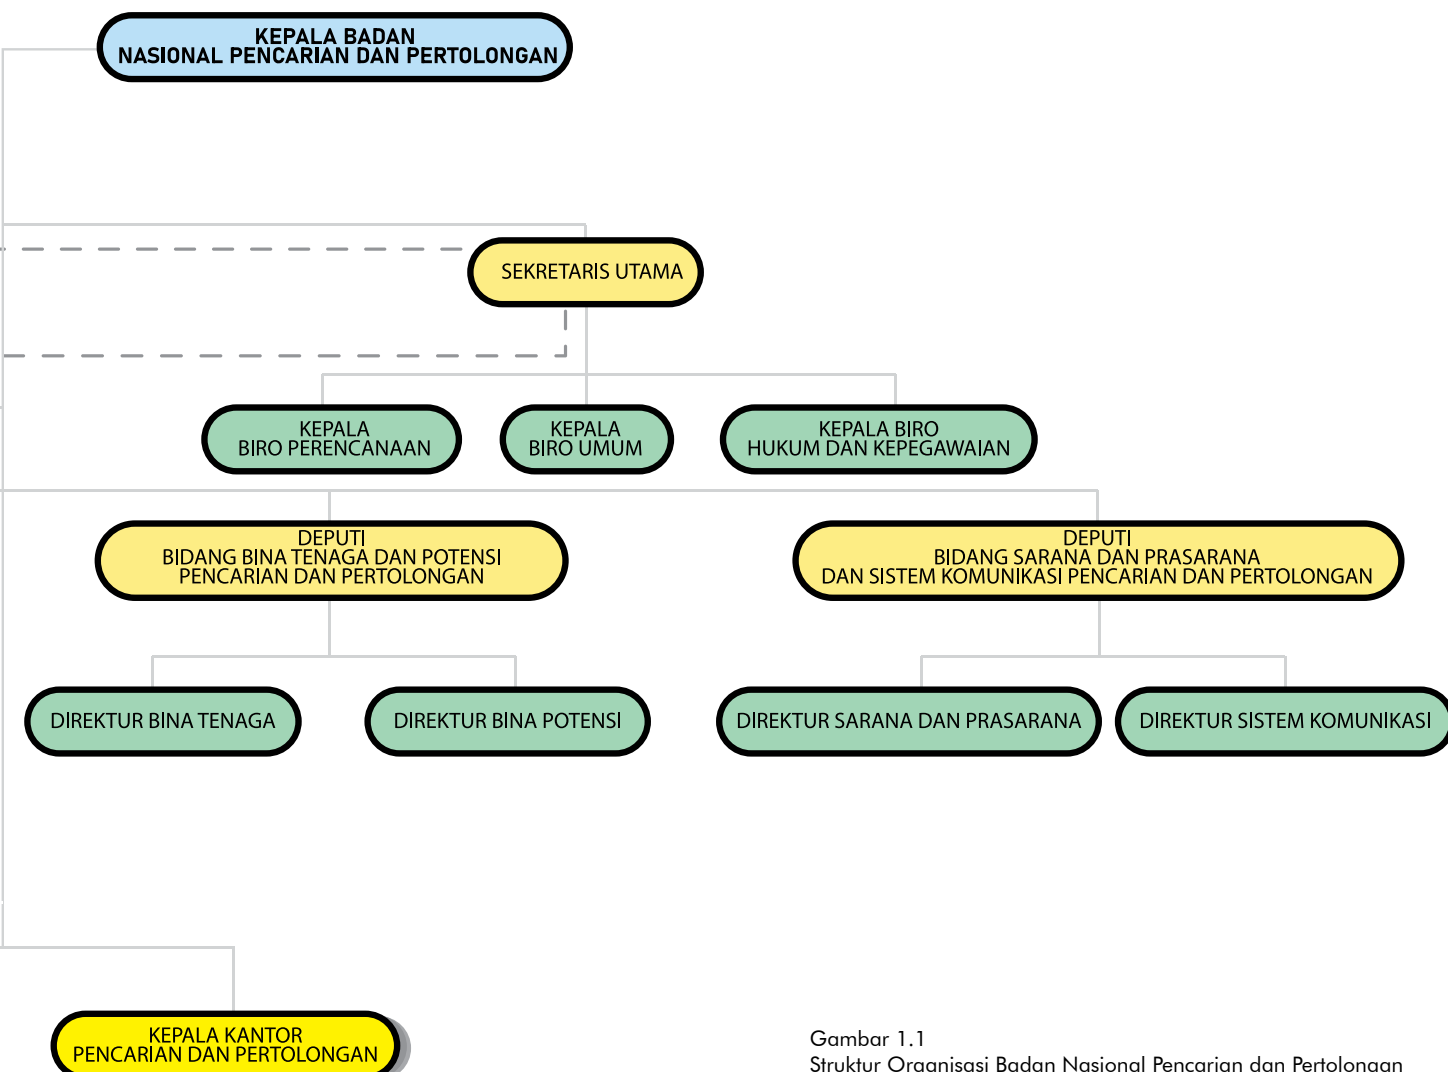 KEPALA BADAN
NASIONAL PENCARIAN DAN PERTOLONGAN
SEKRETARIS UTAMA
KEPALA
BIRO PERENCANAAN
KEPALA
BIRO UMUM
KEPALA BIRO
HUKUM DAN KEPEGAWAIAN
DEPUTI
BIDANG BINA TENAGA DAN POTENSI
PENCARIAN DAN PERTOLONGAN
DEPUTI
BIDANG SARANA DAN PRASARANA
DAN SISTEM KOMUNIKASI PENCARIAN DAN PERTOLONGAN
DIREKTUR BINA TENAGA
DIREKTUR BINA POTENSI
DIREKTUR SARANA DAN PRASARANA
DIREKTUR SISTEM KOMUNIKASI
KEPALA KANTOR
PENCARIAN DAN PERTOLONGAN
Gambar 1.1
Struktur Organisasi Badan Nasional Pencarian dan Pertolongan